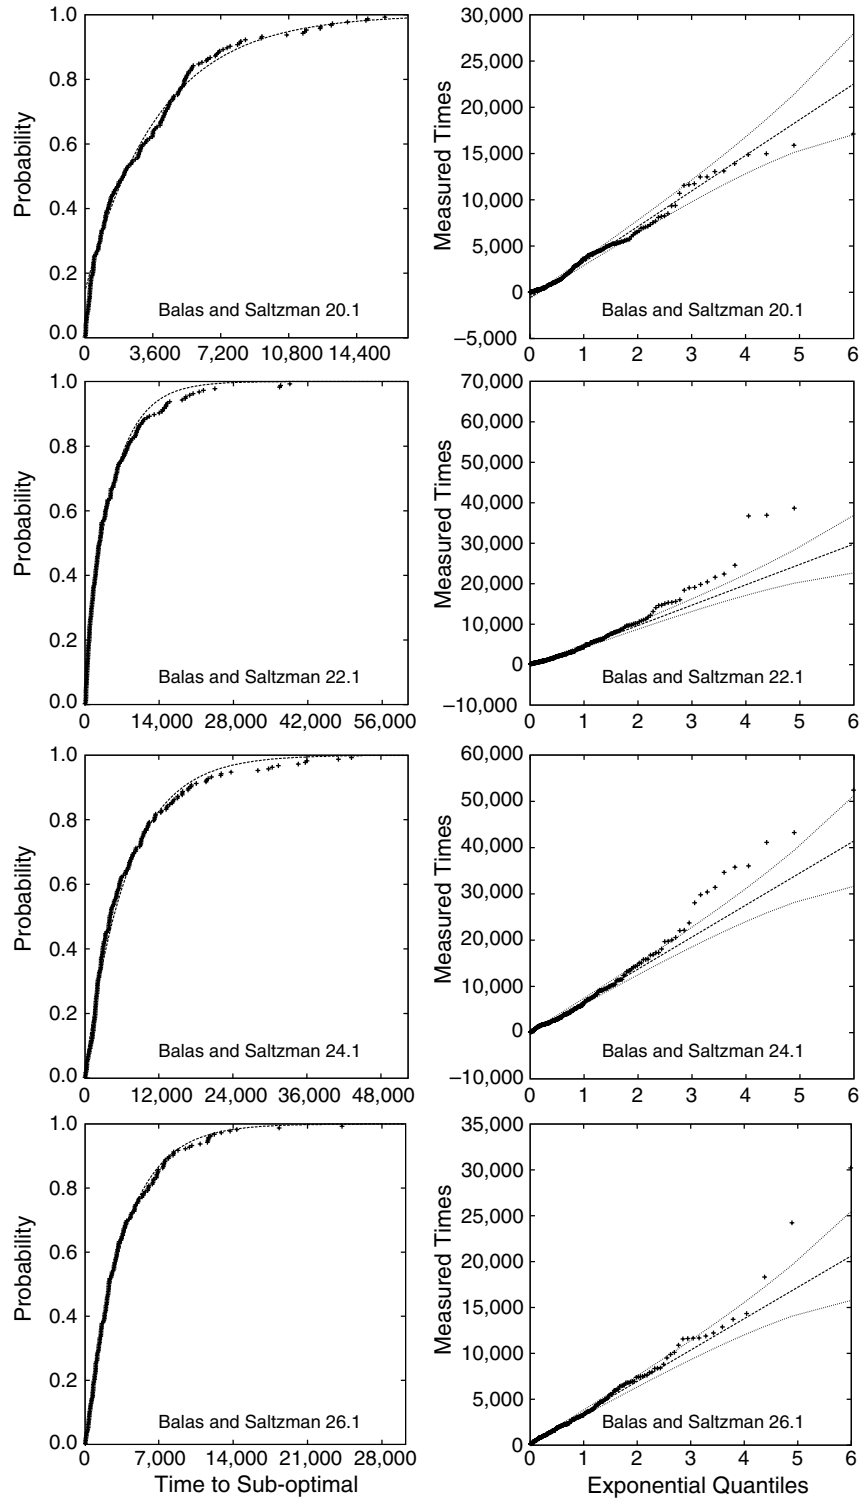 1.0
0.8
0.6
0.4
0.2
0.0
Probability
Balas and Saltzman 20.1
0 3,600 7,200 10,800 14,400
30,000
25,000
20,000
15,000
10,000
5,000
0
−5,000
Measured Times
Balas and Saltzman 20.1
0 1 2 3 4 5 6
1.0
0.8
0.6
0.4
0.2
0.0
Probability
Balas and Saltzman 22.1
0 14,000 28,000 42,000 56,000
70,000
60,000
50,000
40,000
30,000
20,000
10,000
0
−10,000
Measured Times
Balas and Saltzman 22.1
0 1 2 3 4 5 6
1.0
0.8
0.6
0.4
0.2
0.0
Probability
Balas and Saltzman 24.1
0 12,000 24,000 36,000 48,000
60,000
50,000
40,000
30,000
20,000
10,000
0
−10,000
Measured Times
Balas and Saltzman 24.1
0 1 2 3 4 5 6
1.0
0.8
0.6
0.4
0.2
0.0
Probability
Balas and Saltzman 26.1
0 7,000 14,000 21,000 28,000
Time to Sub-optimal
35,000
30,000
25,000
20,000
15,000
10,000
5,000
0
Measured Times
Balas and Saltzman 26.1
0 1 2 3 4 5 6
Exponential Quantiles